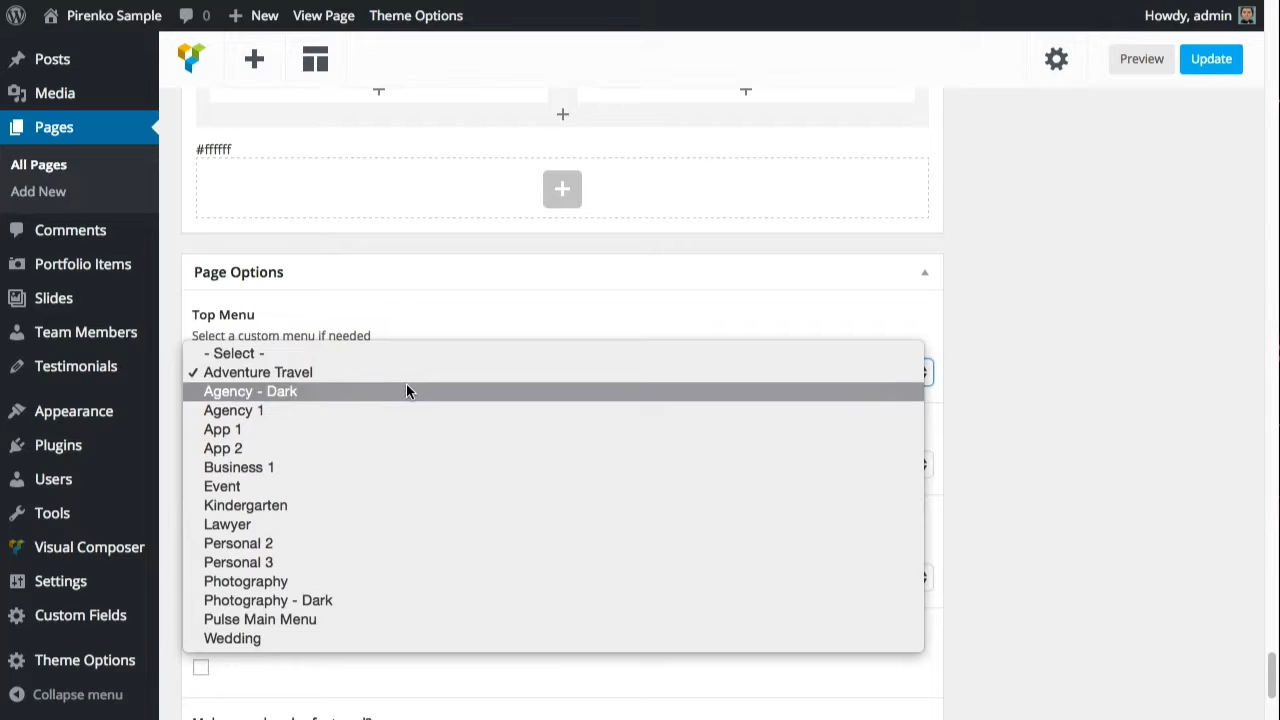 Pirenko Sample 0 New View Page Theme Options Howdy, admin
Posts
Media
Pages
All Pages
Add New
Comments
Portfolio Items
Slides
Team Members
Testimonials
Appearance
Plugins
Users
Tools
Visual Composer
Settings
Custom Fields
Theme Options
Collapse menu
Preview Update
#ffffff
Page Options
Top Menu
Select a custom menu if needed
- Select -
✓ Adventure Travel
Agency - Dark
Agency 1
App 1
App 2
Business 1
Event
Kindergarten
Lawyer
Personal 2
Personal 3
Photography
Photography - Dark
Pulse Main Menu
Wedding